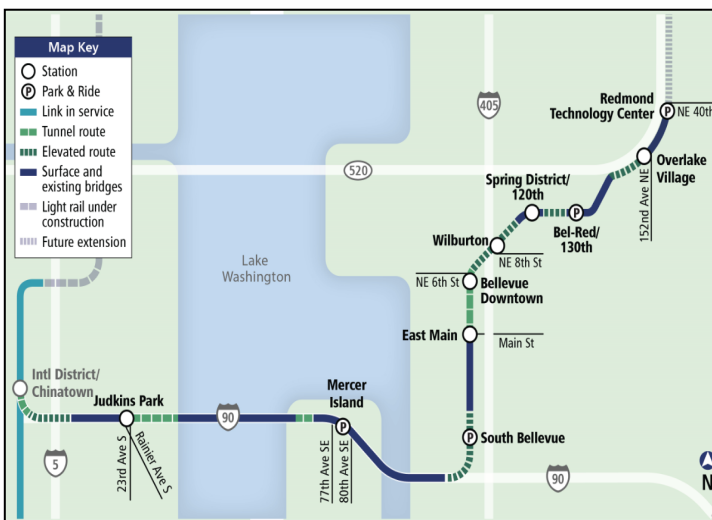 Map Key
Station
P Park & Ride
Link in service
Tunnel route
Elevated route
Surface and
existing bridges
Light rail under
construction
Future extension
405
Redmond
Technology Center
P
NE 40th
520
Overlake
Village
152nd Ave NE
Spring District/
120th
P
Bel-Red/
130th
Wilburton
NE 8th St
Lake
Washington
NE 6th St
Bellevue
Downtown
East Main
Main St
Intl District/
Chinatown
Judkins Park
Mercer
Island
90
P
P South Bellevue
5
23rd Ave S
Rainier Ave S
77th Ave SE
80th Ave SE
90
N